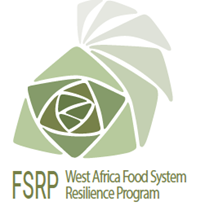 FSRP West Africa Food System
Resilience Program